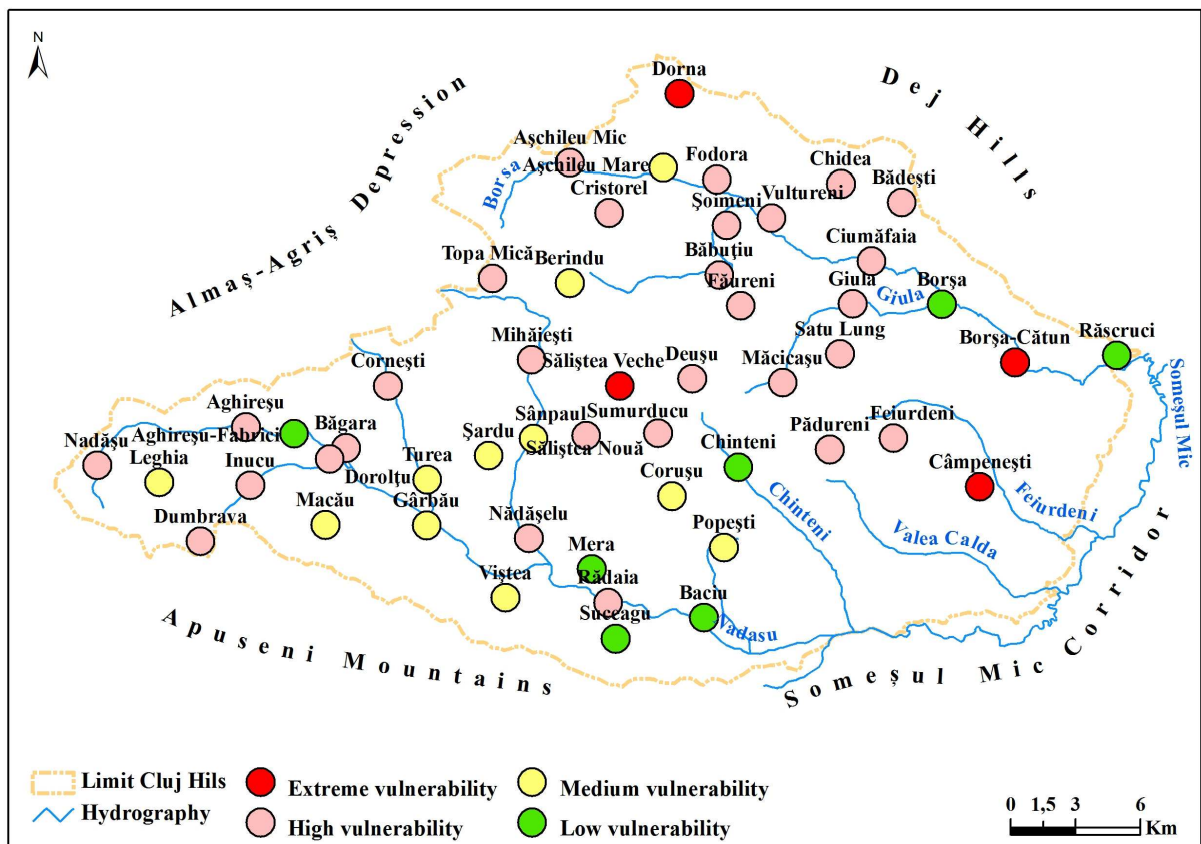 N
Dorna
Dej Hills
Almaş-Agriş Depression
Aşchileu Mic
Aşchileu Mare
Fodora
Chidea
Bădeşti
Borsa
Cristorel
Şoimeni
Vultureni
Topa Mică
Berindu
Băbuţiu
Ciumăfaia
Făureni
Giula
Giula
Borşa
Mihăieşti
Săliştea Veche
Deuşu
Satu Lung
Măcicaşu
Borşa-Cătun
Răscruci
Corneşti
Someşul Mic
Aghireşu
Aghireşu-Fabrici
Băgara
Sânpaul
Sumurducu
Săliştea Nouă
Nadăşu
Leghia
Inucu
Dorolţu
Turea
Şardu
Chinteni
Pădureni
Feiurdeni
Coruşu
Câmpeneşti
Dumbrava
Macău
Gârbău
Nădăşelu
Mera
Popeşti
Chinteni
Valea Calda
Feiurdeni
Viştea
Rădaia
Suceagu
Baciu
Nadasu
Apuseni Mountains
Someşul Mic Corridor
Limit Cluj Hils
Hydrography
Extreme vulnerability
High vulnerability
Medium vulnerability
Low vulnerability
0 1,5 3 6
Km